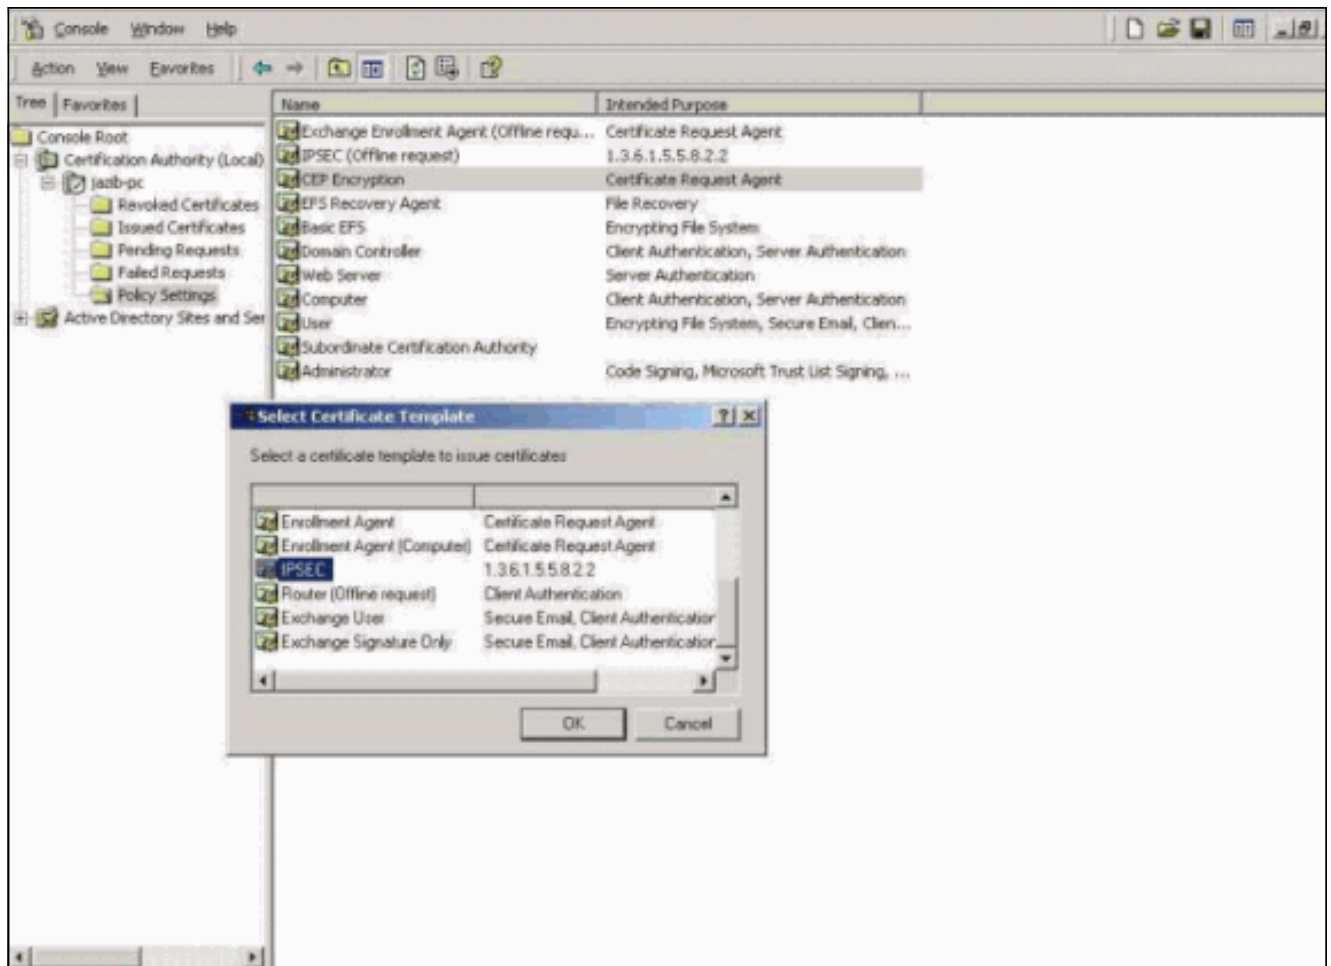 Console Window Help
Action View Favorites
Tree Favorites
Name Intended Purpose
Console Root
Certification Authority (Local)
jazib-pc
Revoked Certificates
Issued Certificates
Pending Requests
Failed Requests
Policy Settings
Active Directory Sites and Ser
Exchange Enrollment Agent (Offline requ... Certificate Request Agent
IPSEC (Offline request) 1.3.6.1.5.5.8.2.2
CEP Encryption Certificate Request Agent
EFS Recovery Agent File Recovery
Basic EFS Encrypting File System
Domain Controller Client Authentication, Server Authentication
Web Server Server Authentication
Computer Client Authentication, Server Authentication
User Encrypting File System, Secure Email, Clien...
Subordinate Certification Authority
Administrator Code Signing, Microsoft Trust List Signing, ...
Select Certificate Template
Select a certificate template to issue certificates
Enrollment Agent Certificate Request Agent
Enrollment Agent (Computer) Certificate Request Agent
IPSEC 1.3.6.1.5.5.8.2.2
Router (Offline request) Client Authentication
Exchange User Secure Email, Client Authentication
Exchange Signature Only Secure Email, Client Authentication
OK Cancel